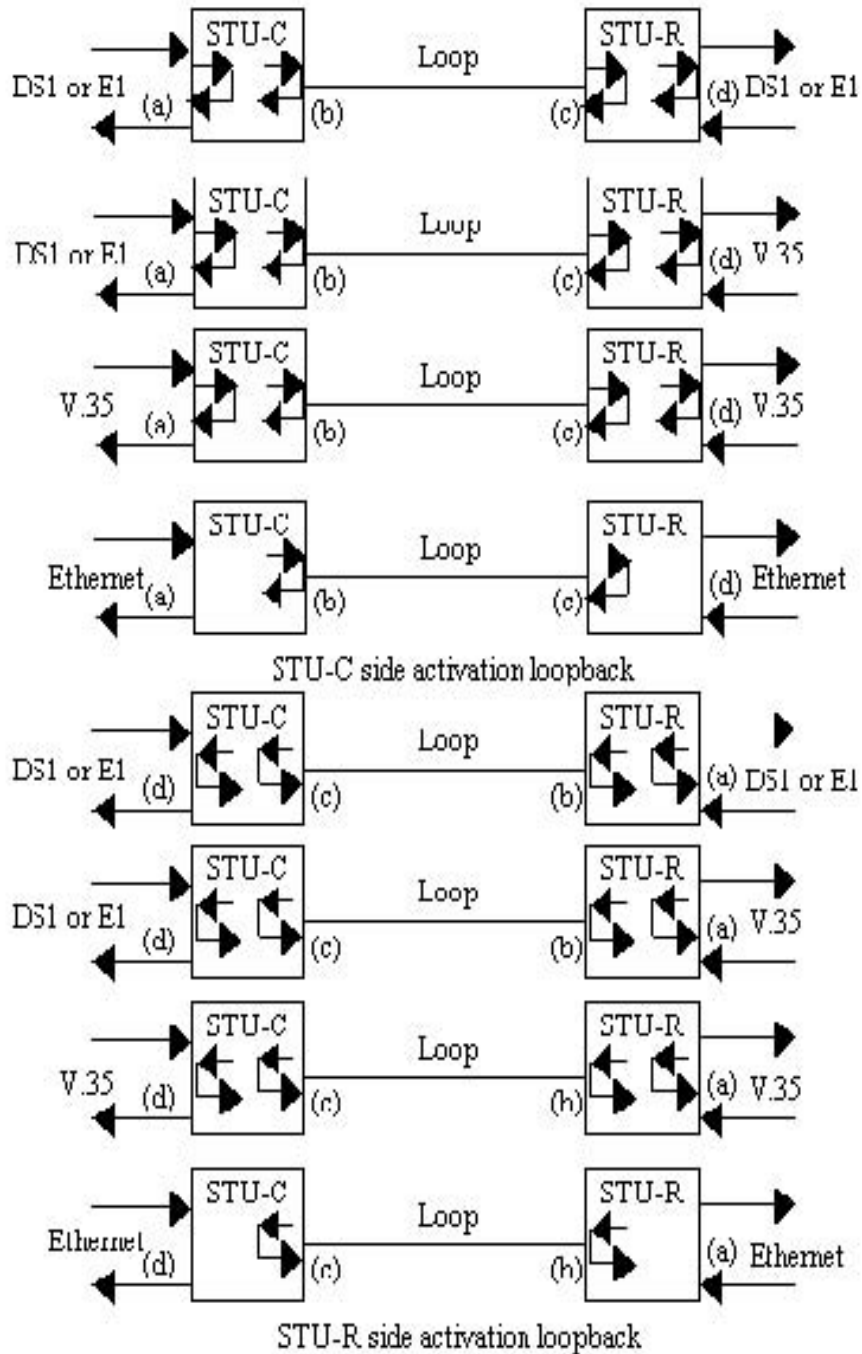 STU-C STU-R
Loop
DS1 or E1 (a) (b) (c) (d) DS1 or E1
STU-C STU-R
Loop
DS1 or E1 (a) (b) (c) (d) V.35
STU-C STU-R
Loop
V.35 (a) (b) (c) (d) V.35
STU-C STU-R
Loop
Ethernet (a) (b) (c) (d) Ethernet
STU-C side activation loopback
STU-C STU-R
Loop
DS1 or E1 (d) (c) (b) (a) DS1 or E1
STU-C STU-R
Loop
DS1 or E1 (d) (c) (b) (a) V.35
STU-C STU-R
Loop
V.35 (d) (c) (b) (a) V.35
STU-C STU-R
Loop
Ethernet (d) (c) (b) (a) Ethernet
STU-R side activation loopback